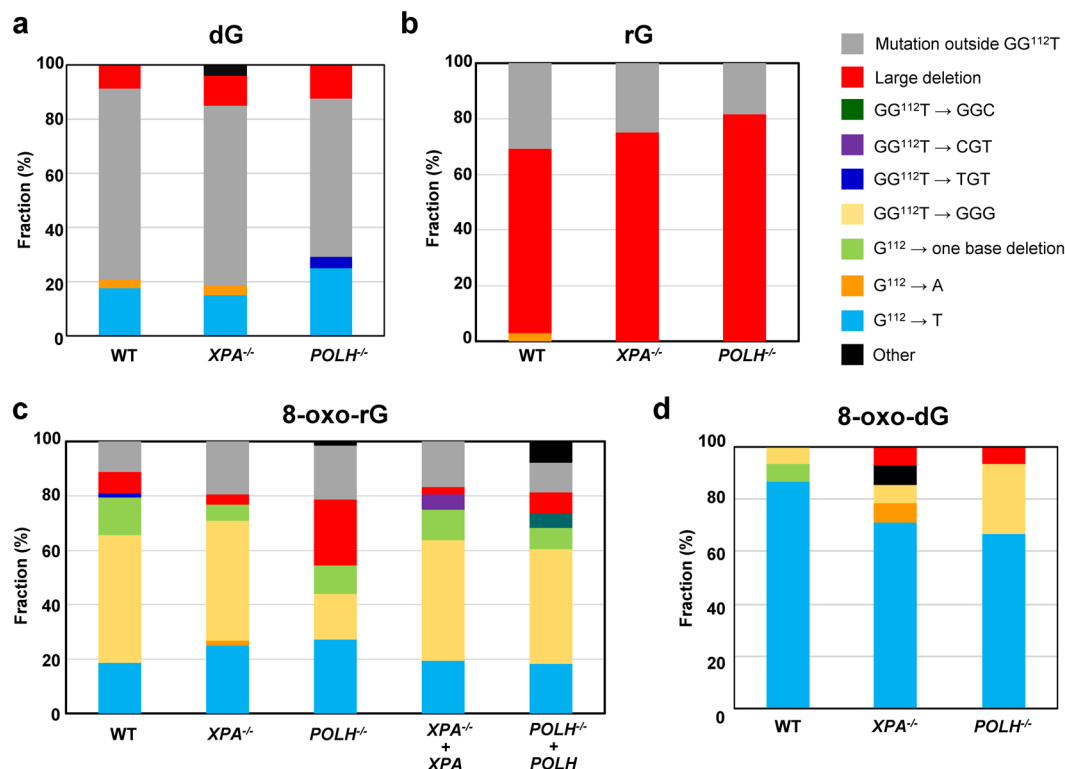 a
dG
Fraction (%)
100
80
60
40
20
0
WT
XPA-/-
POLH-/-
b
rG
Fraction (%)
100
80
60
40
20
0
WT
XPA-/-
POLH-/-
Mutation outside GG¹¹²T
Large deletion
GG¹¹²T → GGC
GG¹¹²T → CGT
GG¹¹²T → TGT
GG¹¹²T → GGG
G¹¹² → one base deletion
G¹¹² → A
G¹¹² → T
Other
c
8-oxo-rG
Fraction (%)
100
80
60
40
20
0
WT
XPA-/-
POLH-/-
XPA-/-
+
XPA
POLH-/-
+
POLH
d
8-oxo-dG
Fraction (%)
100
80
60
40
20
0
WT
XPA-/-
POLH-/-